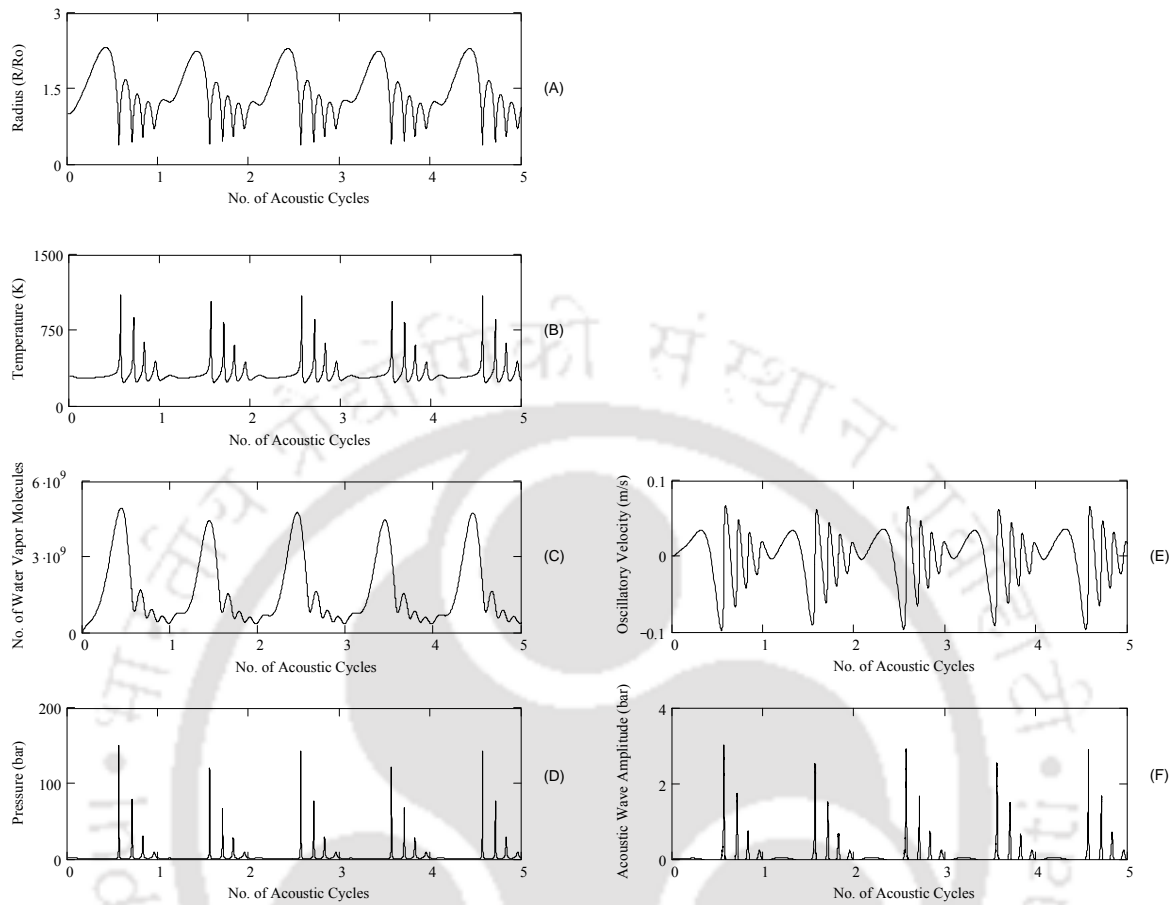 3
1.5
0
Radius (R/Ro)
0 1 2 3 4 5
No. of Acoustic Cycles
(A)
1500
750
0
Temperature (K)
0 1 2 3 4 5
No. of Acoustic Cycles
(B)
6·10⁹
3·10⁹
0
No. of Water Vapor Molecules
0 1 2 3 4 5
No. of Acoustic Cycles
(C)
0.1
0
−0.1
Oscillatory Velocity (m/s)
0 1 2 3 4 5
No. of Acoustic Cycles
(E)
200
100
0
Pressure (bar)
0 1 2 3 4 5
No. of Acoustic Cycles
(D)
4
2
0
Acoustic Wave Amplitude (bar)
0 1 2 3 4 5
No. of Acoustic Cycles
(F)